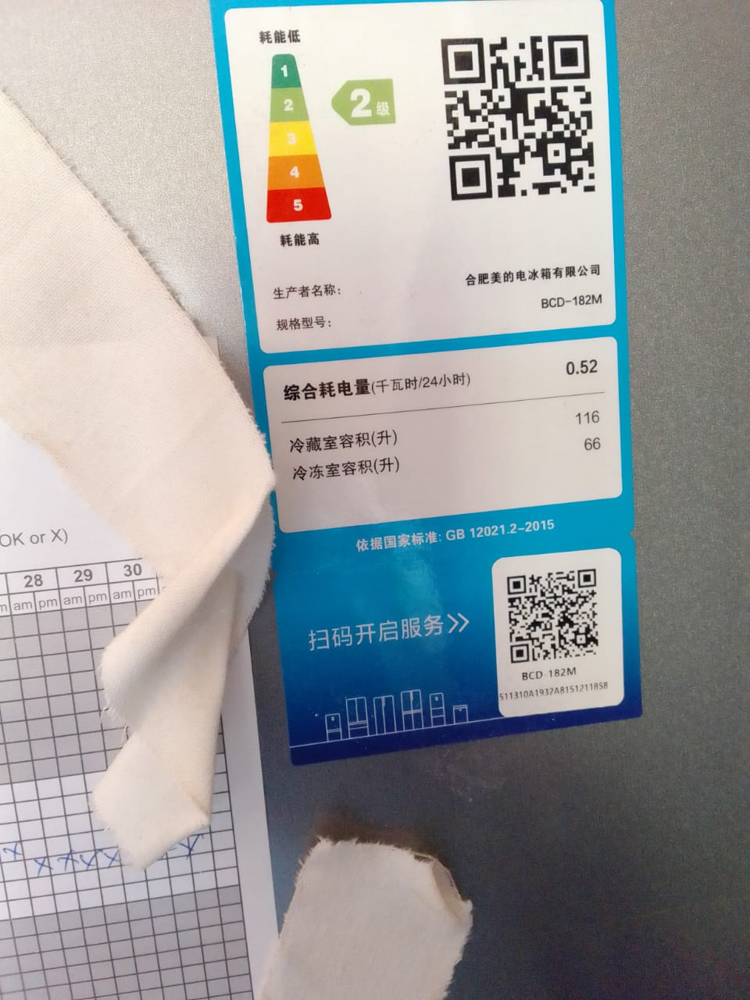 耗能低
1
2
3
4
5
2级
耗能高
生产者名称: 合肥美的电冰箱有限公司
规格型号: BCD-182M
综合耗电量(千瓦时/24小时) 0.52
冷藏室容积(升) 116
冷冻室容积(升) 66
依据国家标准: GB 12021.2-2015
扫码开启服务>>
BCD-182M
511310A1932A8151211858
OK or X)
28 29 30
am pm am pm am pm